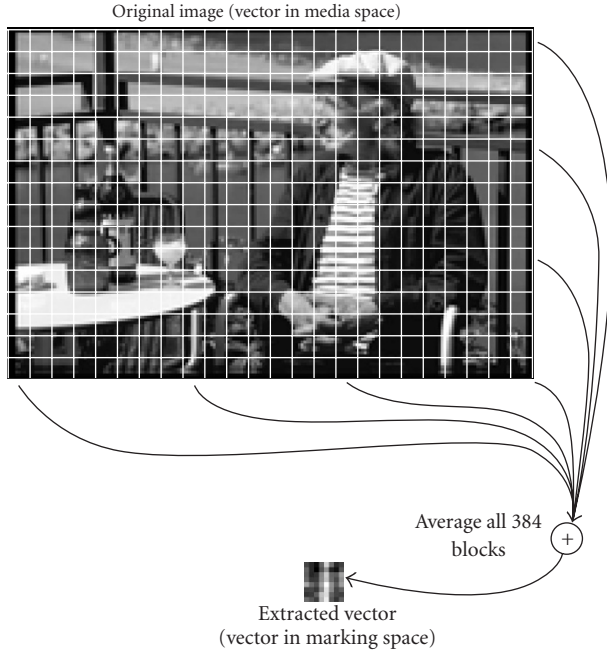 Original image (vector in media space)
Average all 384
blocks
+
Extracted vector
(vector in marking space)